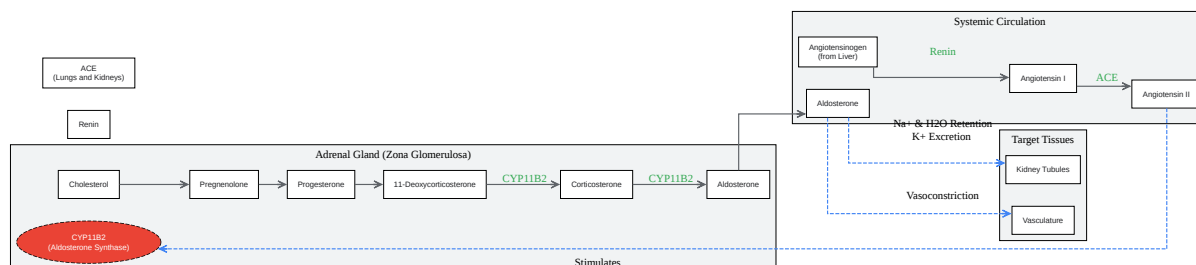 Systemic Circulation
Angiotensinogen
(from Liver)
Renin
Angiotensin I
ACE
Angiotensin II
Aldosterone
ACE
(Lungs and Kidneys)
Renin
Na+ & H2O Retention
K+ Excretion
Target Tissues
Kidney Tubules
Vasoconstriction
Vasculature
Adrenal Gland (Zona Glomerulosa)
Cholesterol
Pregnenolone
Progesterone
11-Deoxycorticosterone
CYP11B2
Corticosterone
CYP11B2
Aldosterone
CYP11B2
(Aldosterone Synthase)
Stimulates